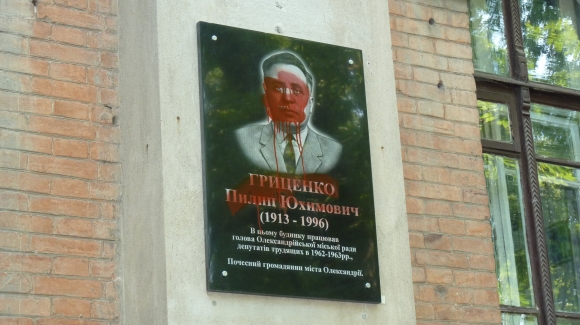 ГРИЦЕНКО
Пилип Юхимович
(1913 - 1996)
В цьому будинку працював
голова Олександрійської міської ради
депутатів трудящих в 1962-1963рр.,
Почесний громадянин міста Олександрії.